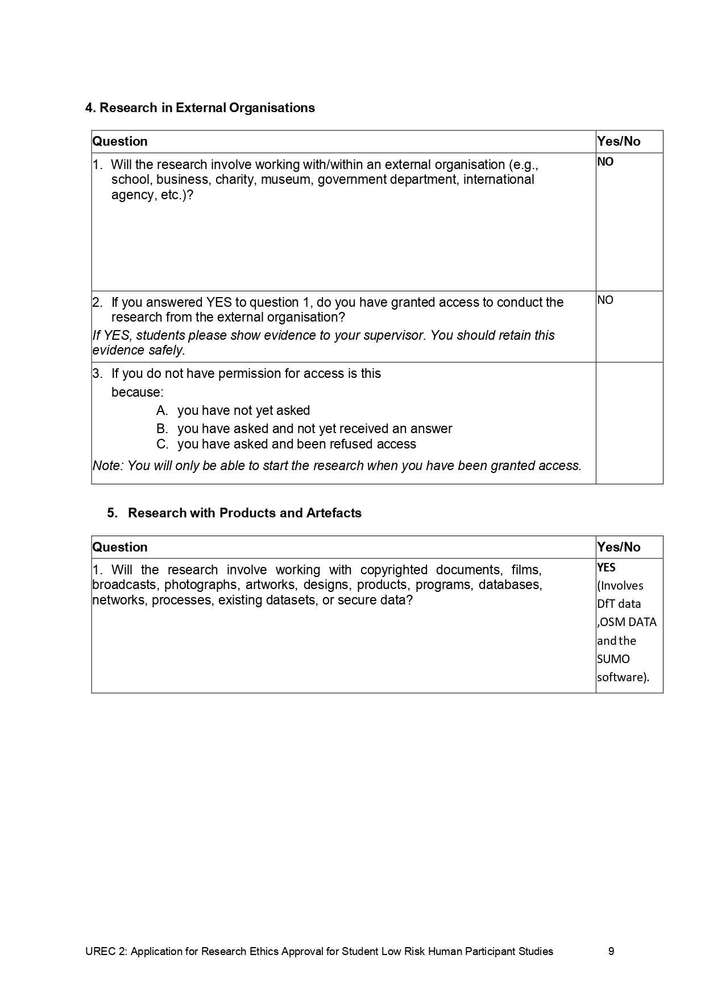 4. Research in External Organisations
Question
Yes/No
1. Will the research involve working with/within an external organisation (e.g.,
school, business, charity, museum, government department, international
agency, etc.)?
NO
2. If you answered YES to question 1, do you have granted access to conduct the
research from the external organisation?
If YES, students please show evidence to your supervisor. You should retain this
evidence safely.
NO
3. If you do not have permission for access is this
because:
A. you have not yet asked
B. you have asked and not yet received an answer
C. you have asked and been refused access
Note: You will only be able to start the research when you have been granted access.
5. Research with Products and Artefacts
Question
Yes/No
1. Will the research involve working with copyrighted documents, films,
broadcasts, photographs, artworks, designs, products, programs, databases,
networks, processes, existing datasets, or secure data?
YES
(Involves
DfT data
,OSM DATA
and the
SUMO
software).
UREC 2: Application for Research Ethics Approval for Student Low Risk Human Participant Studies 9